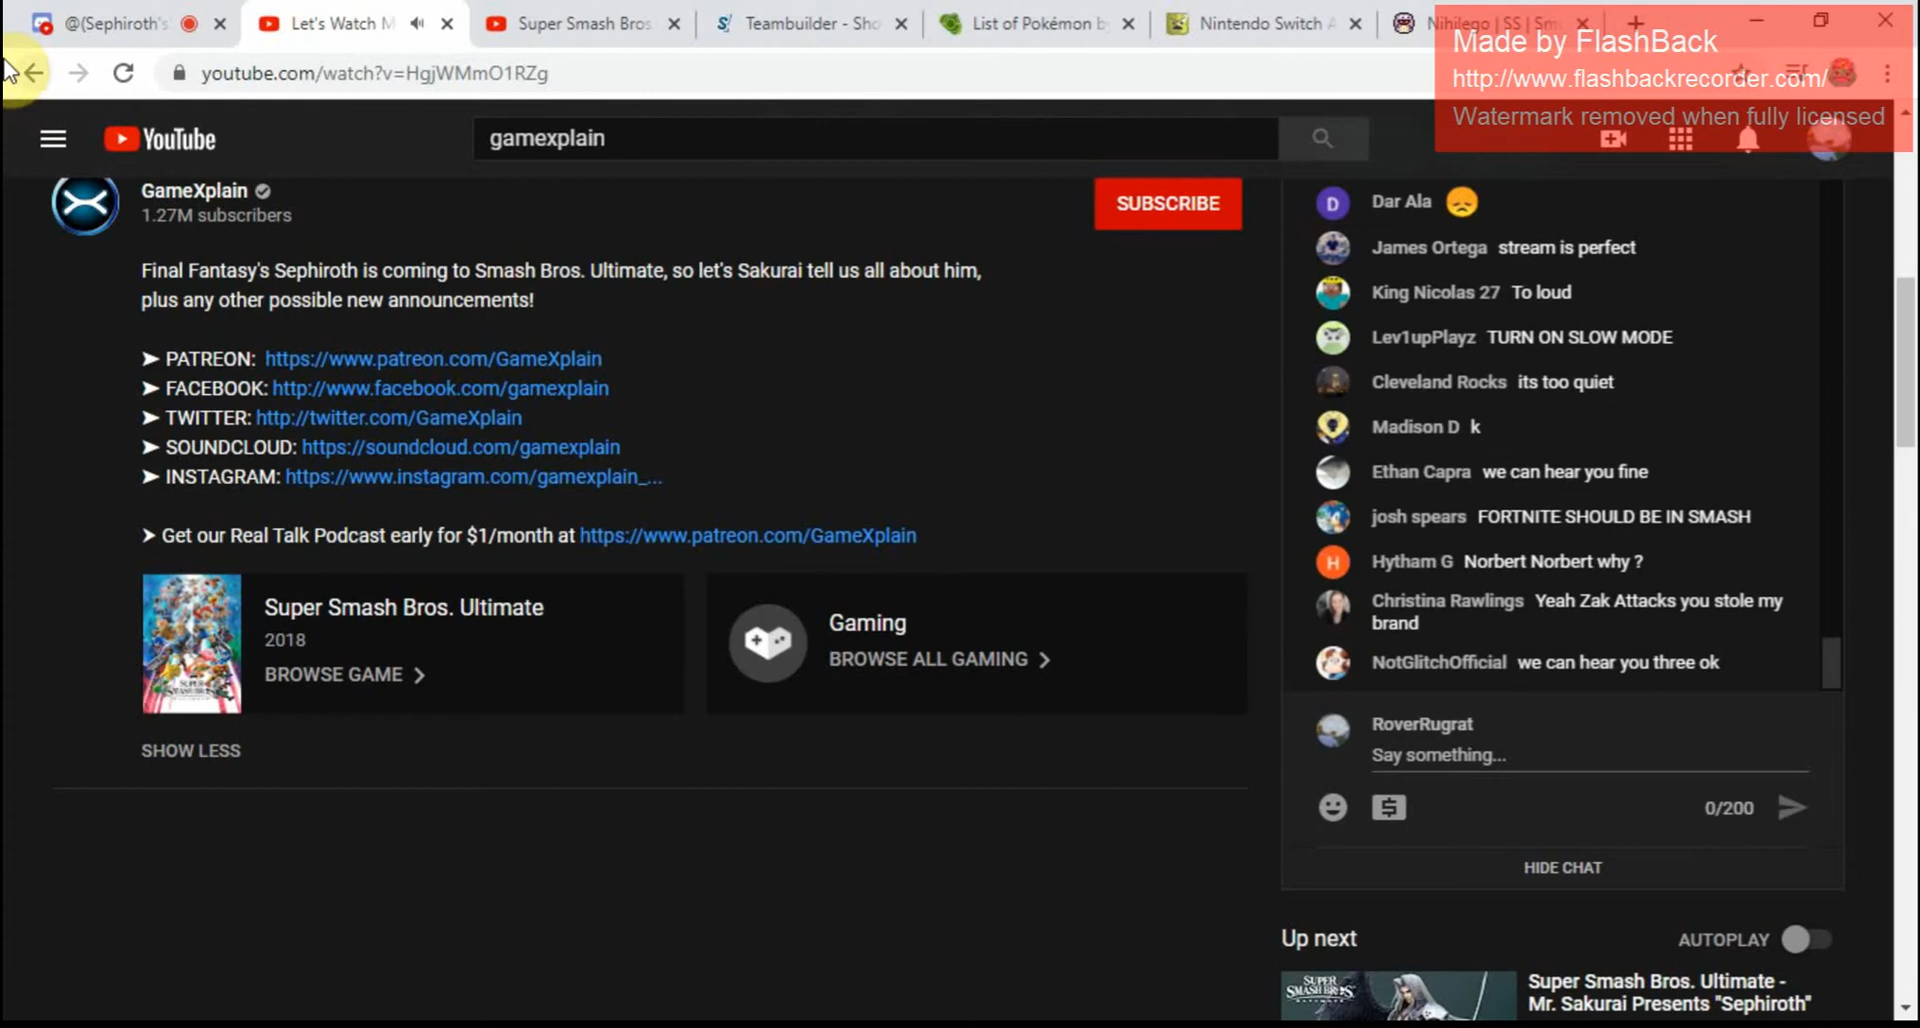 @(Sephiroth's
Let's Watch M
Super Smash Bros
Teambuilder - Sho
List of Pokémon by
Nintendo Switch A
Nihilego | SS | Sm
Made by FlashBack
http://www.flashbackrecorder.com/
Watermark removed when fully licensed
youtube.com/watch?v=HgjWMmO1RZg
YouTube
gamexplain
GameXplain
1.27M subscribers
SUBSCRIBE
Final Fantasy's Sephiroth is coming to Smash Bros. Ultimate, so let's Sakurai tell us all about him,
plus any other possible new announcements!
➤ PATREON: https://www.patreon.com/GameXplain
➤ FACEBOOK: http://www.facebook.com/gamexplain
➤ TWITTER: http://twitter.com/GameXplain
➤ SOUNDCLOUD: https://soundcloud.com/gamexplain
➤ INSTAGRAM: https://www.instagram.com/gamexplain_...
➤ Get our Real Talk Podcast early for $1/month at https://www.patreon.com/GameXplain
Super Smash Bros. Ultimate
2018
BROWSE GAME
Gaming
BROWSE ALL GAMING
SHOW LESS
D Dar Ala
James Ortega stream is perfect
King Nicolas 27 To loud
Lev1upPlayz TURN ON SLOW MODE
Cleveland Rocks its too quiet
Madison D k
Ethan Capra we can hear you fine
josh spears FORTNITE SHOULD BE IN SMASH
H Hytham G Norbert Norbert why ?
Christina Rawlings Yeah Zak Attacks you stole my
brand
NotGlitchOfficial we can hear you three ok
RoverRugrat
Say something...
0/200
HIDE CHAT
Up next
AUTOPLAY
SUPER
SMASH BROS
ULTIMATE
Super Smash Bros. Ultimate -
Mr. Sakurai Presents "Sephiroth"